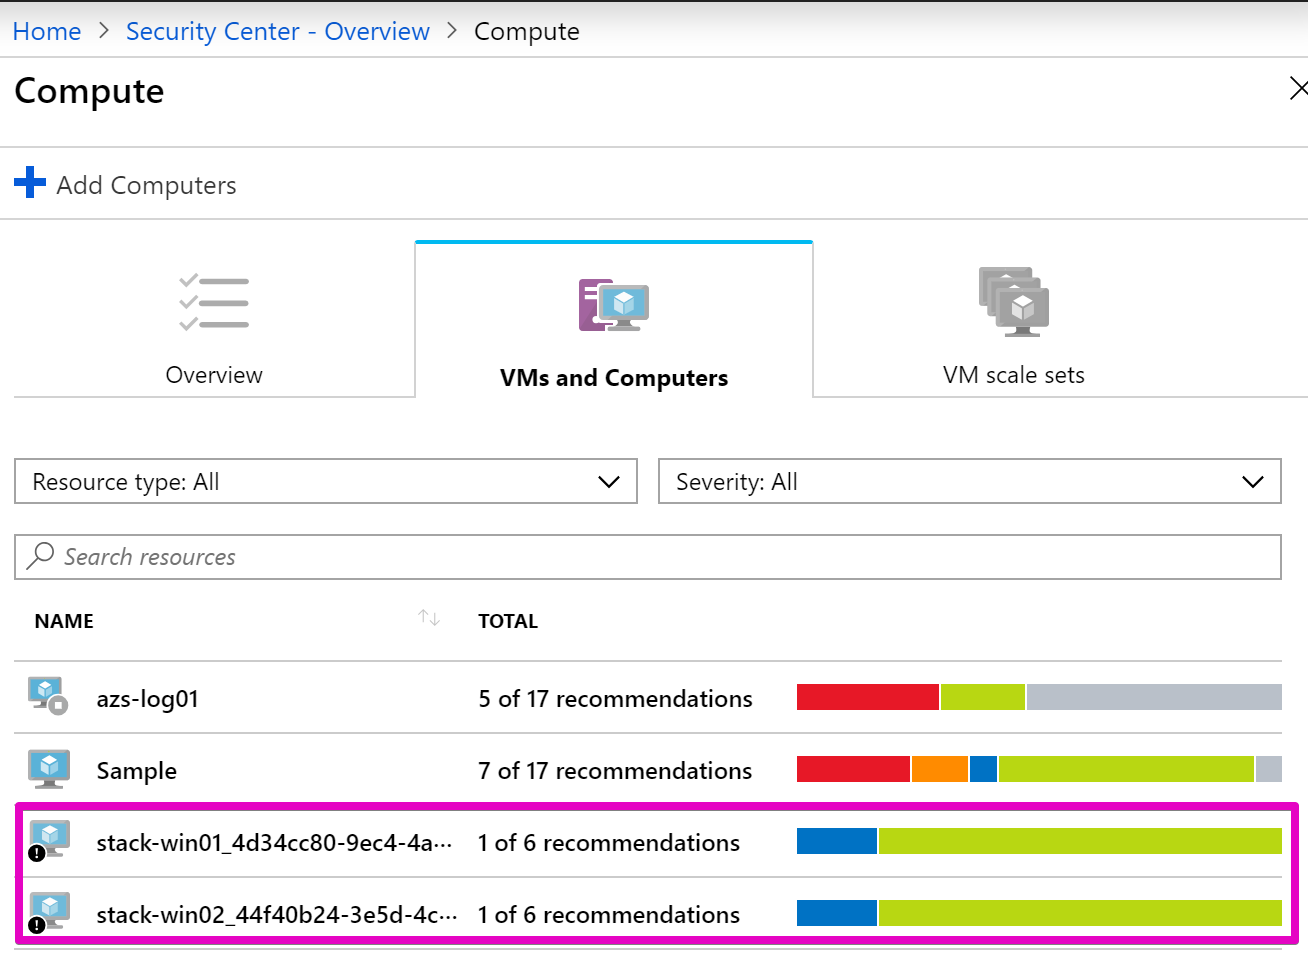 Home > Security Center - Overview > Compute
Compute
Add Computers
Overview
VMs and Computers
VM scale sets
Resource type: All
Severity: All
Search resources
NAME TOTAL
azs-log01 5 of 17 recommendations
Sample 7 of 17 recommendations
stack-win01_4d34cc80-9ec4-4a··· 1 of 6 recommendations
stack-win02_44f40b24-3e5d-4c··· 1 of 6 recommendations